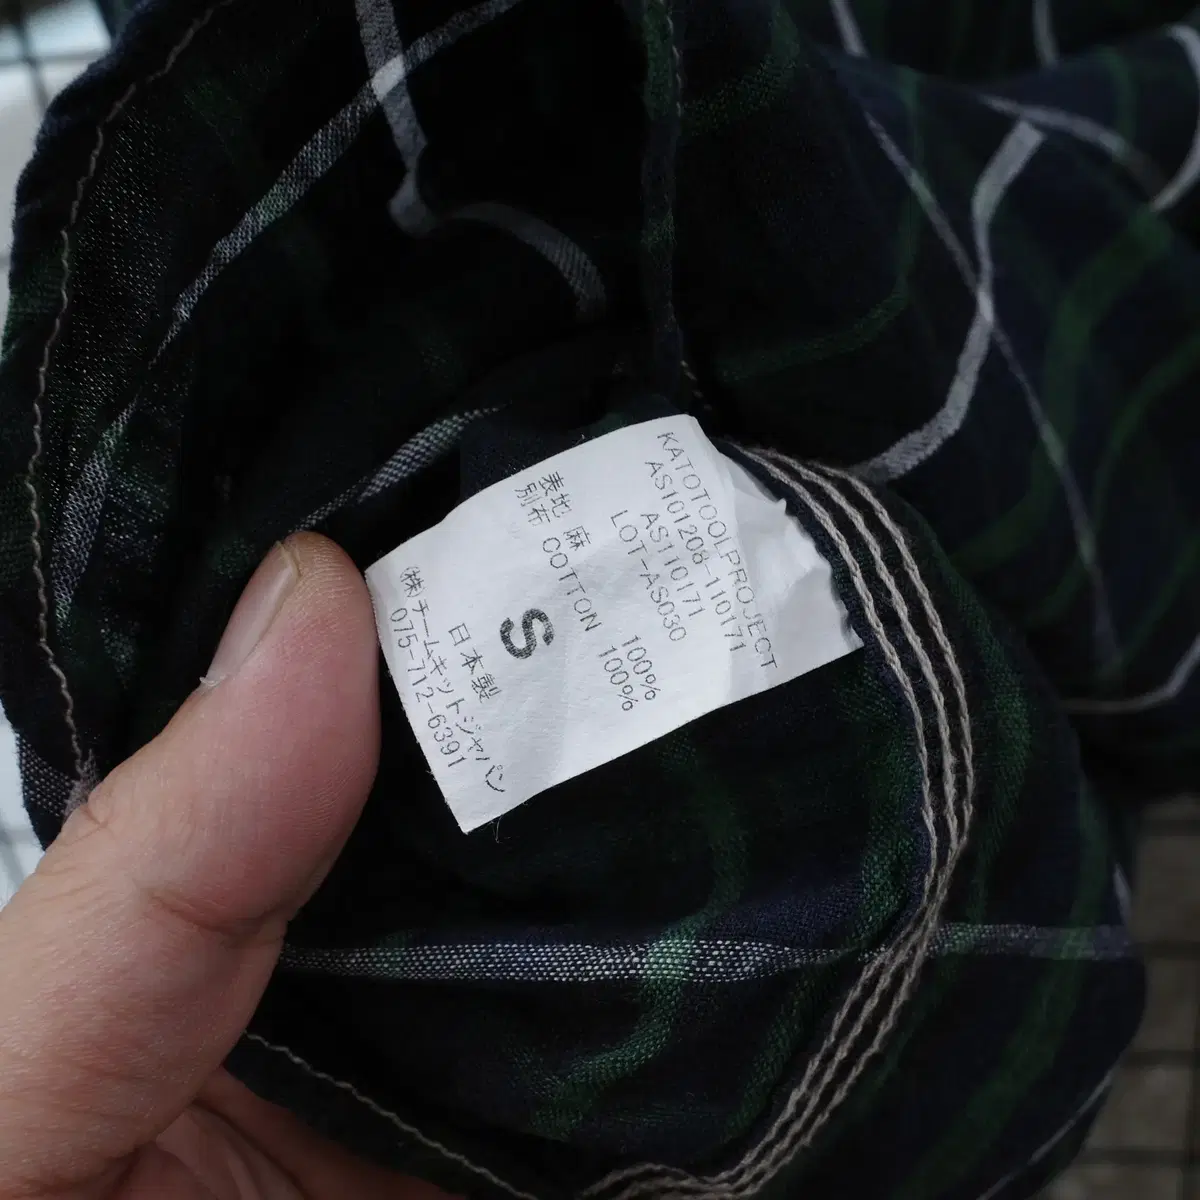 KATOTOOLPROJECT
AS101208-110171
AS110171
LOT-AS030
表地 麻 100%
別布 COTTON 100%
S
日本製
(株)チームキットジャパン
075-712-6391